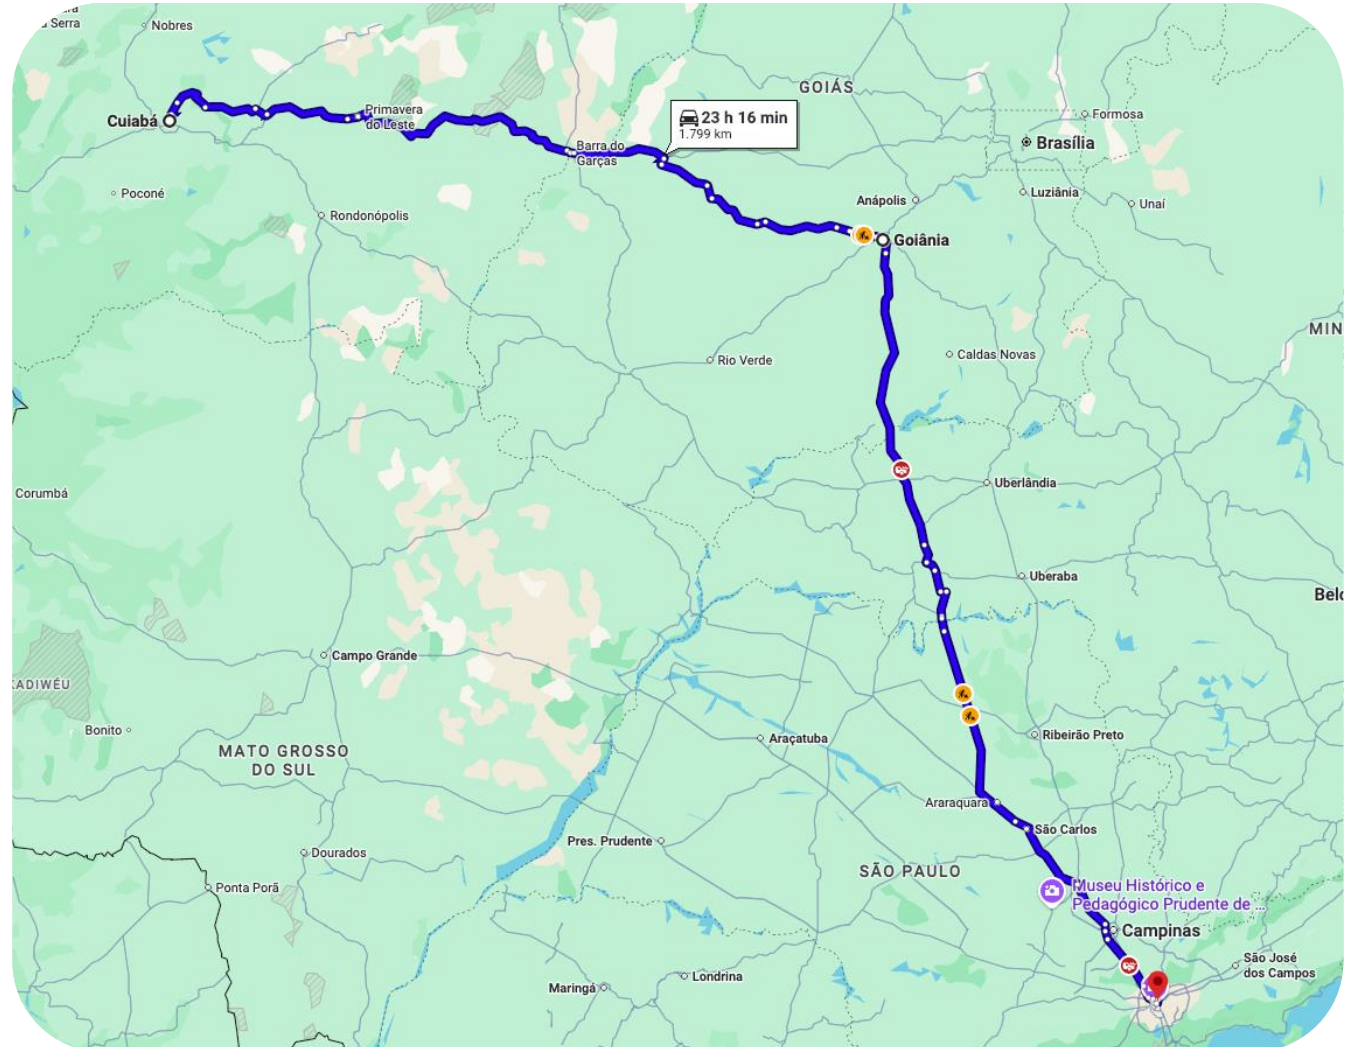 a Serra
Nobres
GOIÁS
Formosa
23 h 16 min
1.799 km
Primavera
do Leste
Cuiabá
Barra do
Garças
Brasília
Poconé
Luziânia
Anápolis
Unaí
Rondonópolis
Goiânia
MIN
Rio Verde
Caldas Novas
Corumbá
Uberlândia
Uberaba
Belo
Campo Grande
KADIWÉU
Bonito
MATO GROSSO
DO SUL
Araçatuba
Ribeirão Preto
Araraquara
São Carlos
Pres. Prudente
Dourados
SÃO PAULO
Ponta Porã
Museu Histórico e
Pedagógico Prudente de ...
Campinas
São José
dos Campos
Londrina
Maringá